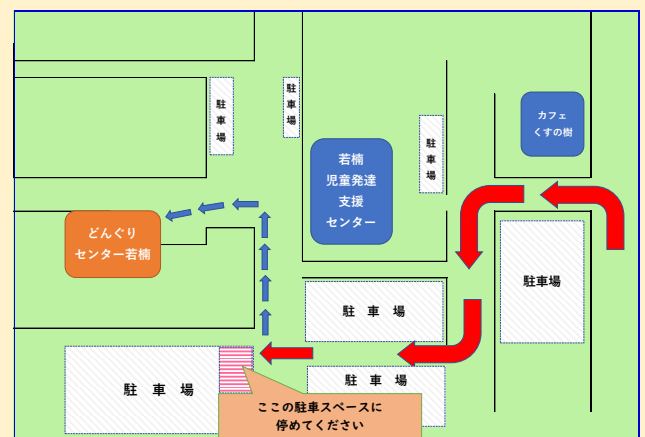 駐車場
駐車場
カフェ
くすの樹
駐車場
若楠
児童発達
支援
センター
どんぐり
センター若楠
駐車場
駐　車　場
駐　車　場
駐　車　場
ここの駐車スペースに
停めてください